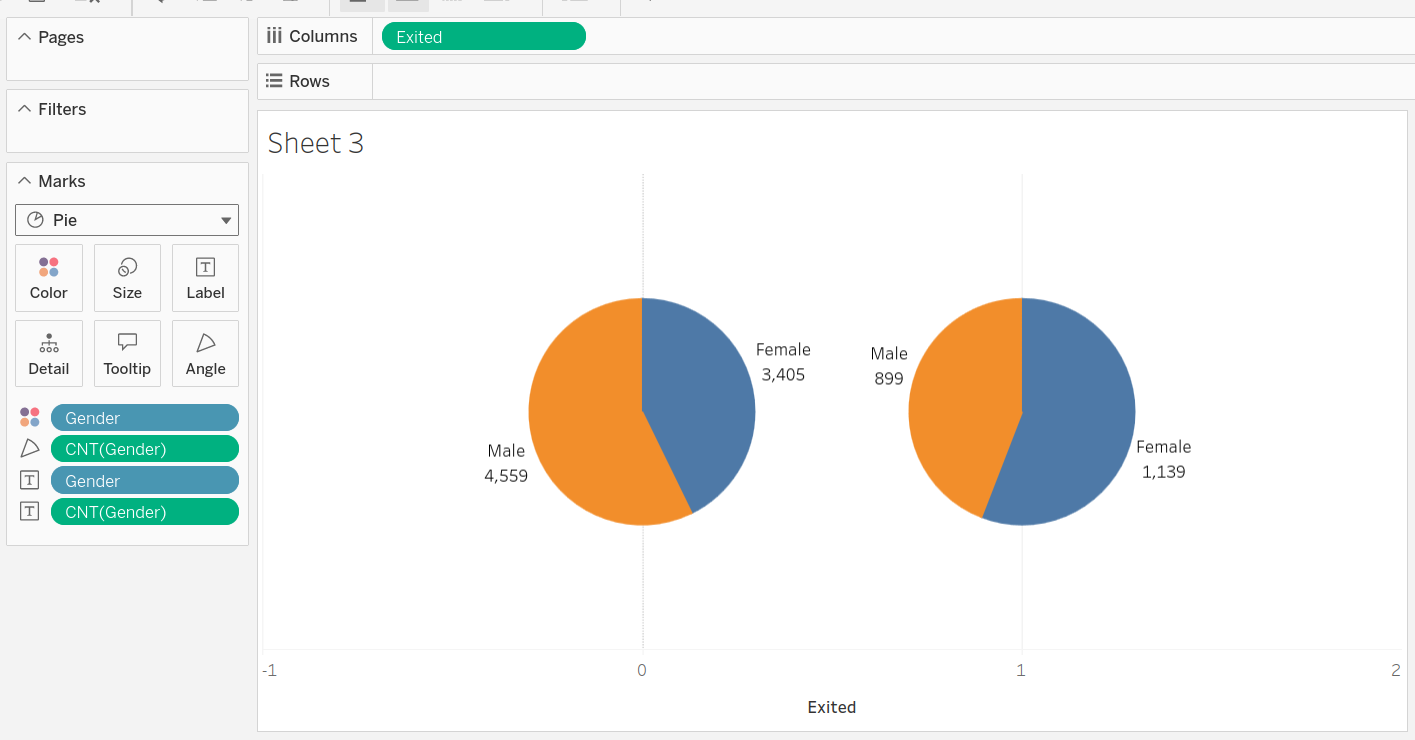 Pages
Filters
Marks
Pie
Color
Size
Label
Detail
Tooltip
Angle
Gender
CNT(Gender)
Gender
CNT(Gender)
Columns
Exited
Rows
Sheet 3
Female
3,405
Male
4,559
Male
899
Female
1,139
-1 0 1 2
Exited